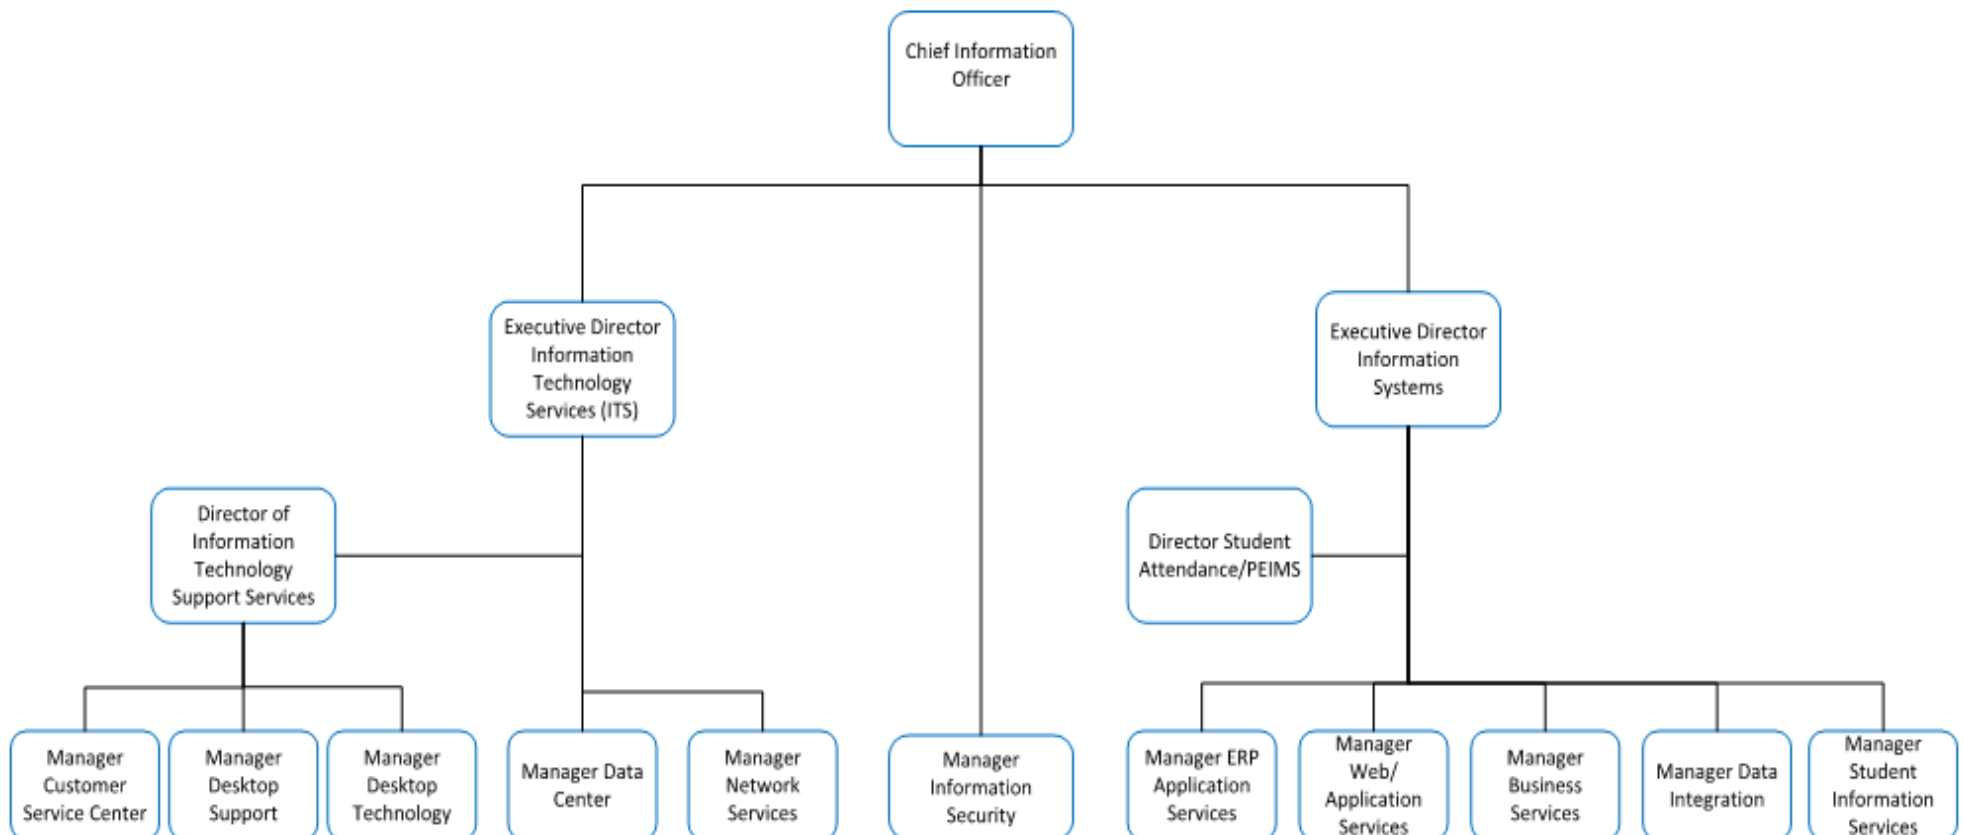 Chief Information
Officer
Executive Director
Information
Technology
Services (ITS)
Executive Director
Information
Systems
Director of
Information
Technology
Support Services
Director Student
Attendance/PEIMS
Manager
Customer
Service Center
Manager
Desktop
Support
Manager
Desktop
Technology
Manager Data
Center
Manager
Network
Services
Manager
Information
Security
Manager ERP
Application
Services
Manager
Web/
Application
Services
Manager
Business
Services
Manager Data
Integration
Manager
Student
Information
Services